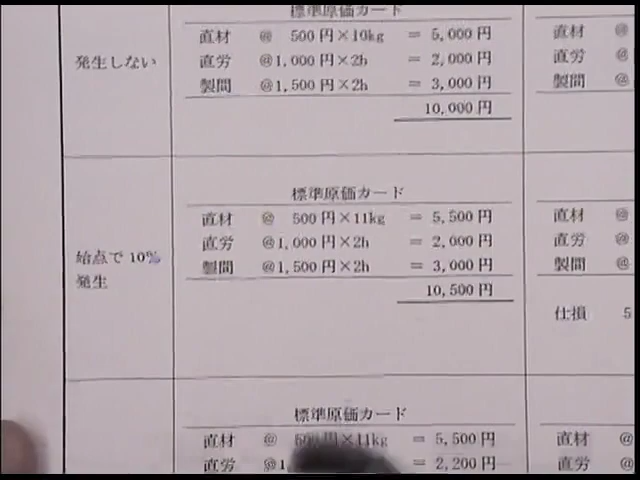 標準原価カード
発生しない
直材 @ 500円×10kg = 5,000円
直労 @1,000円×2h = 2,000円
製間 @1,500円×2h = 3,000円
10,000円
直材 @
直労 @
製間 @
始点で10%
発生
標準原価カード
直材 @ 500円×11kg = 5,500円
直労 @1,000円×2h = 2,000円
製間 @1,500円×2h = 3,000円
10,500円
直材 @
直労 @
製間 @
仕損 5
標準原価カード
直材 @ 500円×11kg = 5,500円
直労 @1 = 2,200円
直材 @
直労 @